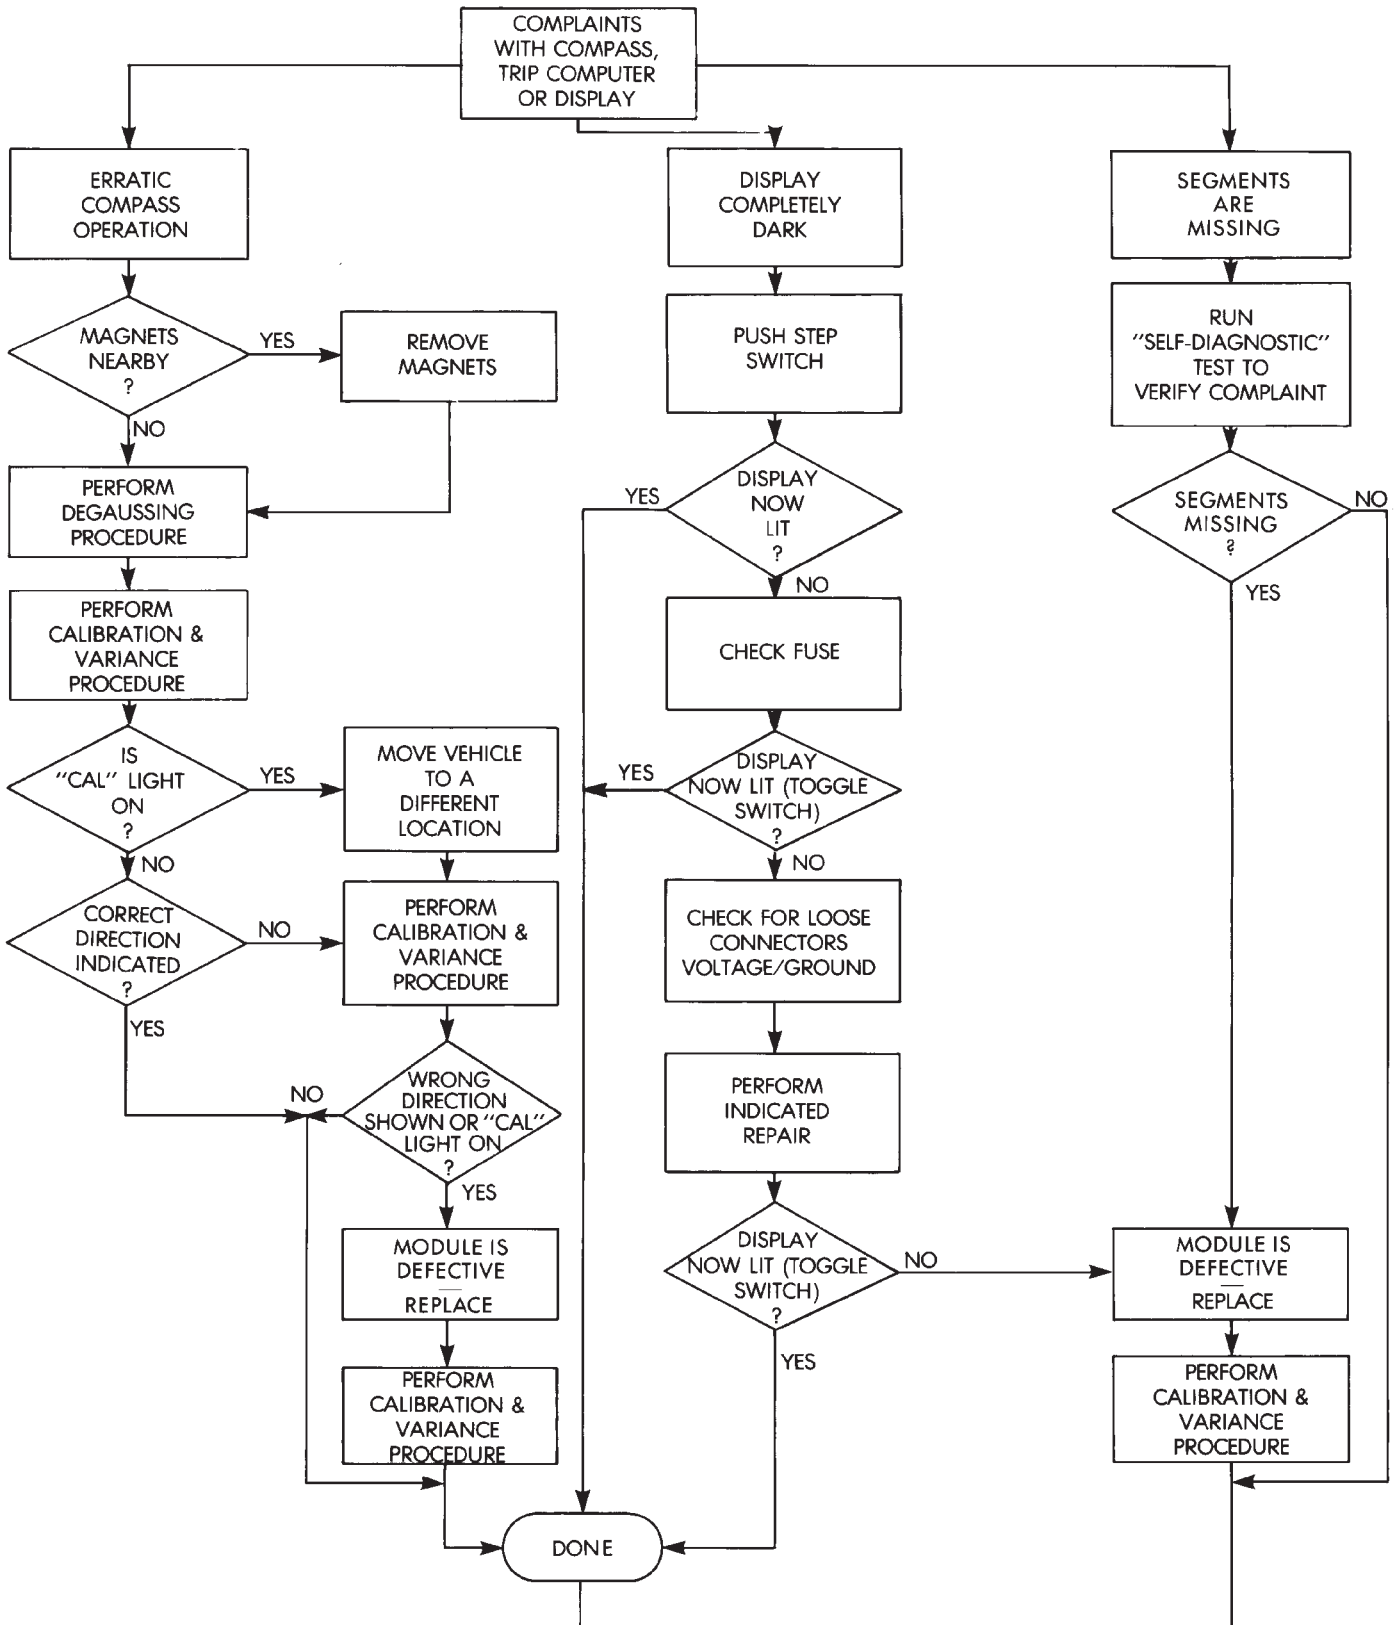 COMPLAINTS
WITH COMPASS,
TRIP COMPUTER
OR DISPLAY
ERRATIC
COMPASS
OPERATION
MAGNETS
NEARBY
?
YES
REMOVE
MAGNETS
NO
PERFORM
DEGAUSSING
PROCEDURE
PERFORM
CALIBRATION &
VARIANCE
PROCEDURE
IS
"CAL" LIGHT
ON
?
YES
MOVE VEHICLE
TO A
DIFFERENT
LOCATION
NO
CORRECT
DIRECTION
INDICATED
?
NO
PERFORM
CALIBRATION &
VARIANCE
PROCEDURE
YES
NO
WRONG
DIRECTION
SHOWN OR "CAL"
LIGHT ON
?
YES
MODULE IS
DEFECTIVE
—
REPLACE
PERFORM
CALIBRATION &
VARIANCE
PROCEDURE
DISPLAY
COMPLETELY
DARK
PUSH STEP
SWITCH
YES
DISPLAY
NOW
LIT
?
NO
CHECK FUSE
YES
DISPLAY
NOW LIT (TOGGLE
SWITCH)
?
NO
CHECK FOR LOOSE
CONNECTORS
VOLTAGE/GROUND
PERFORM
INDICATED
REPAIR
DISPLAY
NOW LIT (TOGGLE
SWITCH)
?
NO
YES
DONE
SEGMENTS
ARE
MISSING
RUN
"SELF-DIAGNOSTIC"
TEST TO
VERIFY COMPLAINT
SEGMENTS
MISSING
?
NO
YES
MODULE IS
DEFECTIVE
—
REPLACE
PERFORM
CALIBRATION &
VARIANCE
PROCEDURE